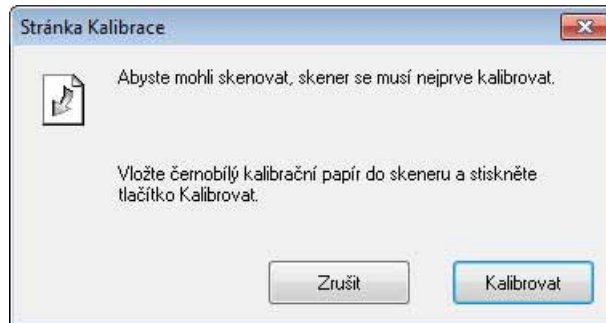 Stránka Kalibrace
Abyste mohli skenovat, skener se musí nejprve kalibrovat.
Vložte černobílý kalibrační papír do skeneru a stiskněte
tlačítko Kalibrovat.
Zrušit
Kalibrovat